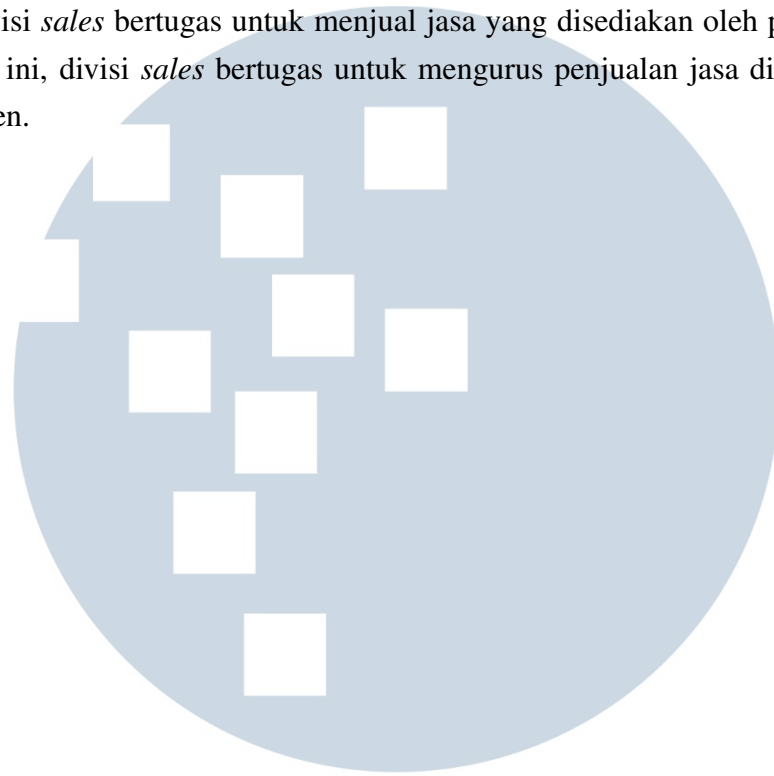 isi sales bertugas untuk menjual jasa yang disediakan oleh p
ini, divisi sales bertugas untuk mengurus penjualan jasa di
en.